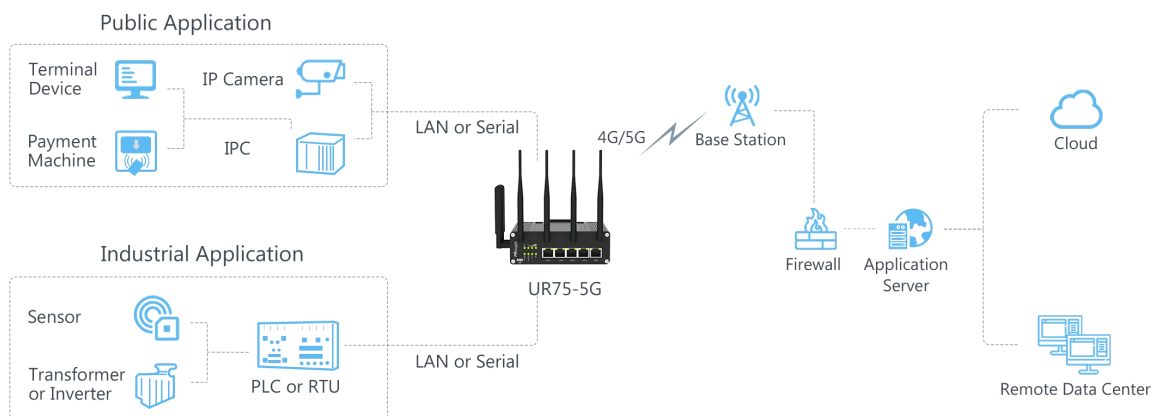 Public Application
Terminal
Device
IP Camera
Payment
Machine
IPC
LAN or Serial
4G/5G
Base Station
Cloud
UR75-5G
Firewall
Application
Server
Industrial Application
Sensor
Transformer
or Inverter
PLC or RTU
LAN or Serial
Remote Data Center